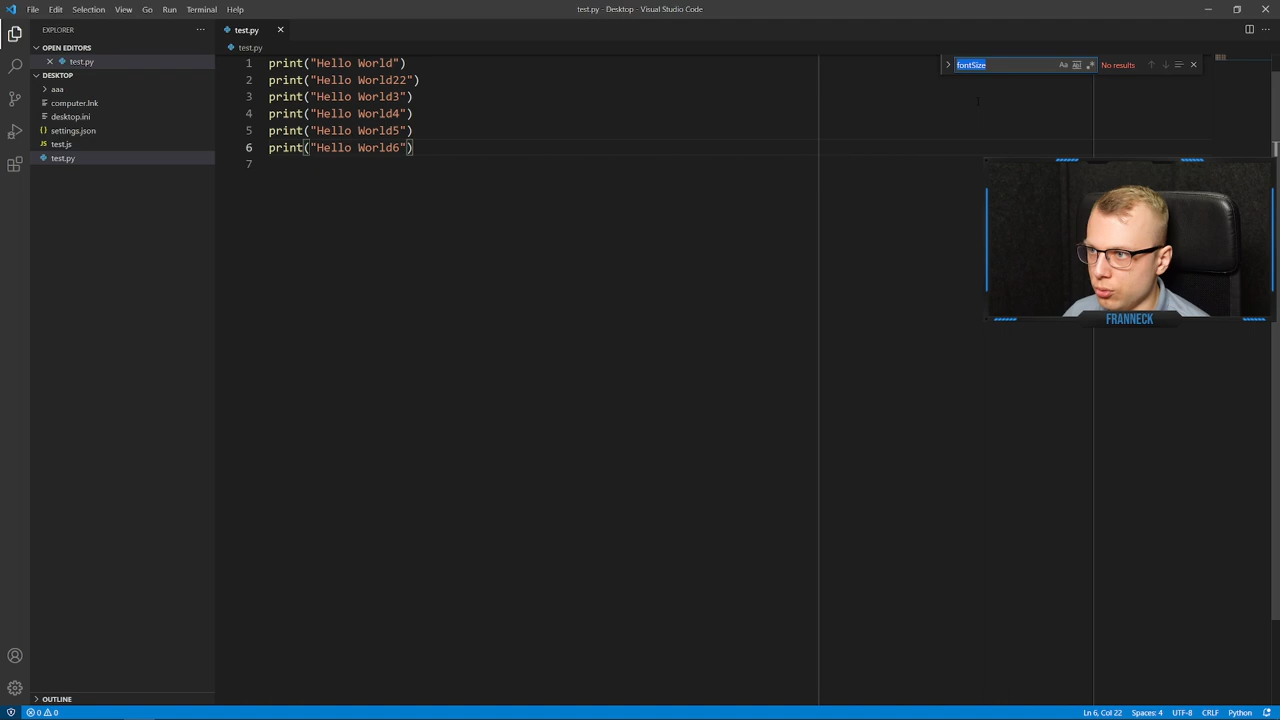 File Edit Selection View Go Run Terminal Help
test.py - Desktop - Visual Studio Code
EXPLORER
OPEN EDITORS
test.py
DESKTOP
aaa
computer.lnk
desktop.ini
settings.json
test.js
test.py
OUTLINE
test.py
test.py
1 print("Hello World")
2 print("Hello World22")
3 print("Hello World3")
4 print("Hello World4")
5 print("Hello World5")
6 print("Hello World6")
7
fontSize Aa ab .* No results
FRANNECK
0 0
Ln 6, Col 22 Spaces: 4 UTF-8 CRLF Python